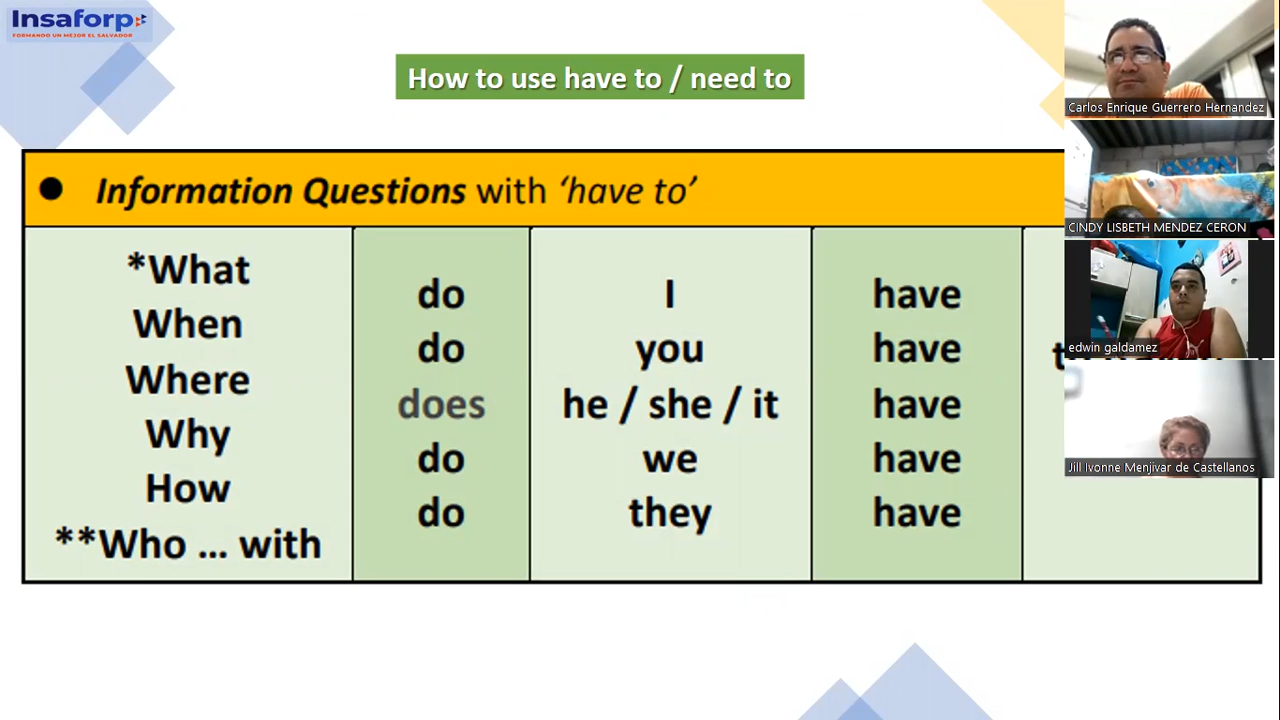 Insaforp
FORMANDO UN MEJOR EL SALVADOR
How to use have to / need to
Information Questions with ‘have to’
*What
When
Where
Why
How
**Who ... with
do
do
does
do
do
I
you
he / she / it
we
they
have
have
have
have
have
Carlos Enrique Guerrero Hernandez
CINDY LISBETH MENDEZ CERON
edwin galdamez
Jill Ivonne Menjivar de Castellanos